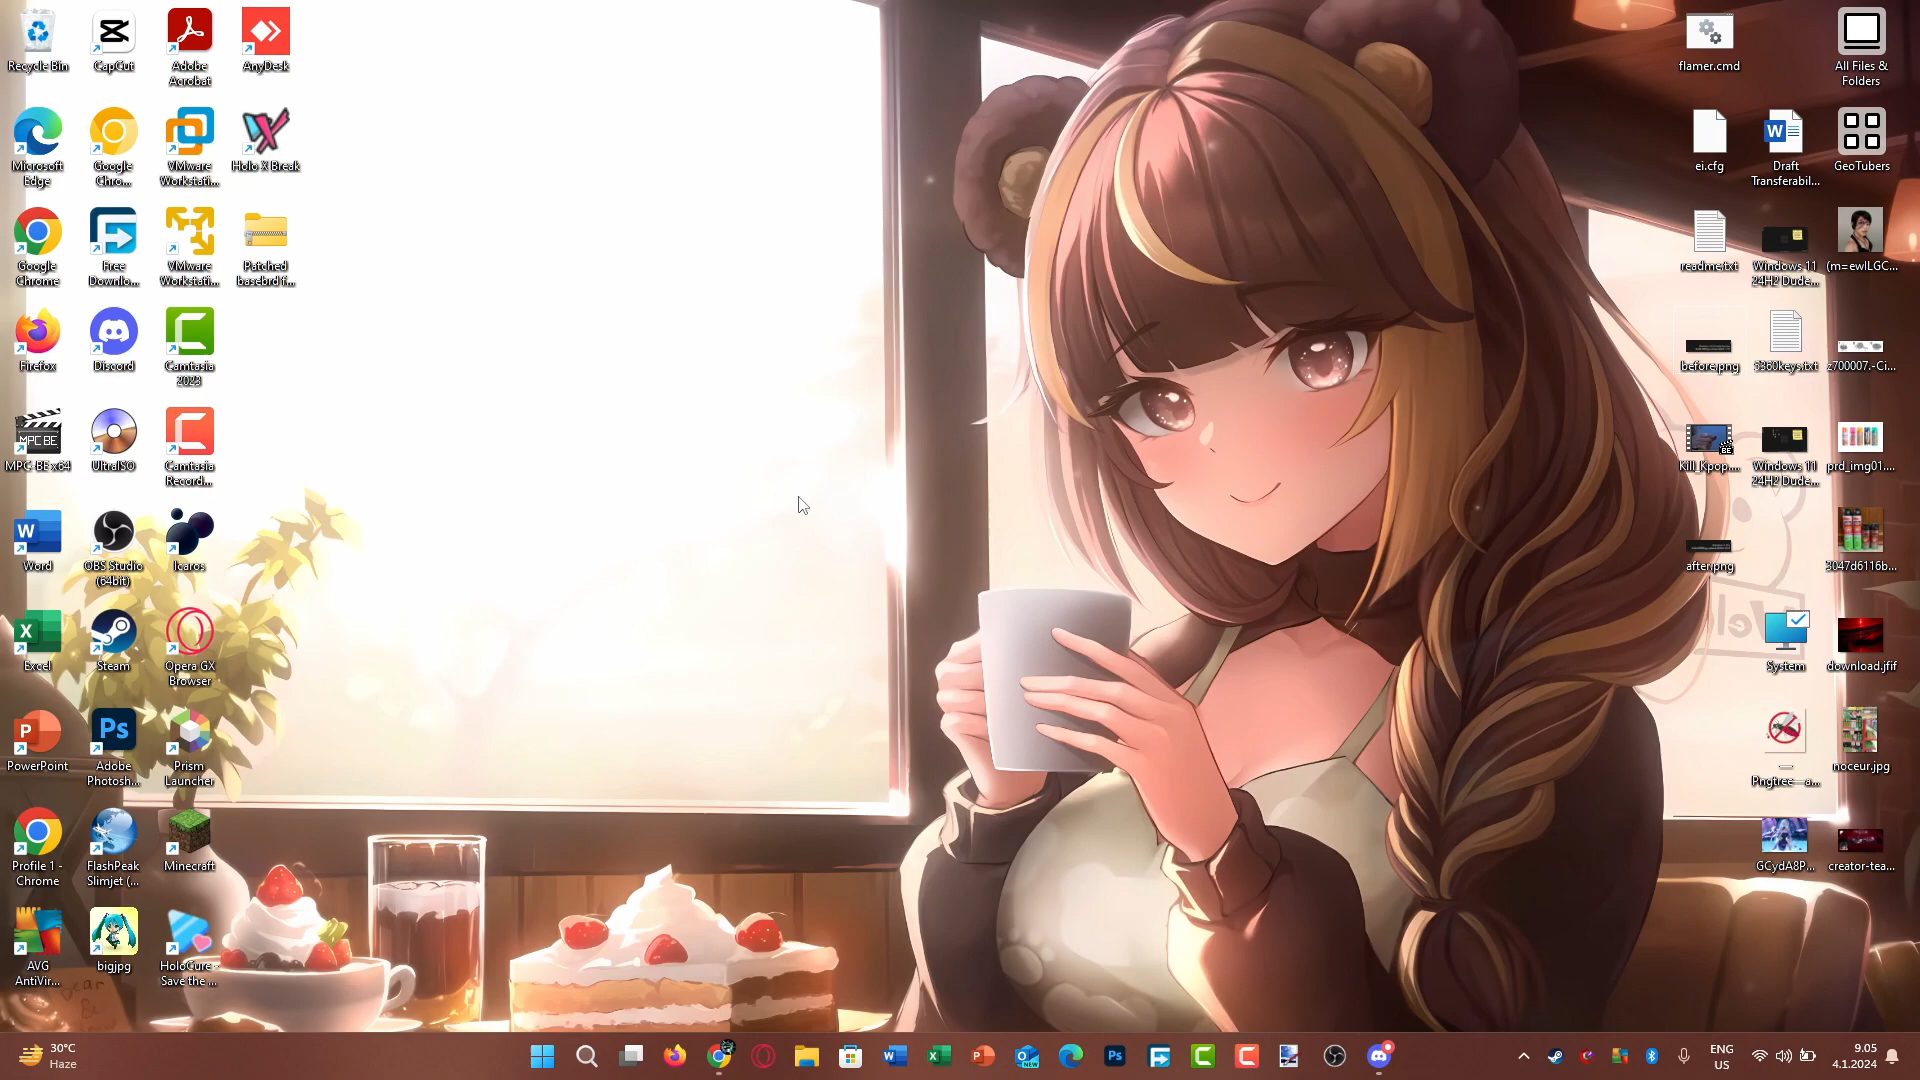 Recycle Bin
CapCut
Adobe
Acrobat
AnyDesk
Microsoft
Edge
Google
Chro...
VMware
Workstati...
Holo X Break
Google
Chrome
Free
Downlo...
VMware
Workstati...
Patched
basebrd f...
Firefox
Discord
Camtasia
2023
MPC-BE x64
UltraISO
Camtasia
Record...
Word
OBS Studio
(64bit)
Icaros
Excel
Steam
Opera GX
Browser
PowerPoint
Adobe
Photosh...
Prism
Launcher
Profile 1 -
Chrome
FlashPeak
Slimjet (...
Minecraft
AVG
AntiVir...
bigjpg
HoloCure -
Save the ...
flamer.cmd
All Files &
Folders
ei.cfg
Draft
Transferabil...
GeoTubers
readme.txt
Windows 11
24H2 Dude...
(m=ewILGC...
before.png
5360keys.txt
z700007.-Ci...
Kill_Kpop....
Windows 11
24H2 Dude...
prd_img01....
after.png
3047d6116b...
System
download.jfif
Pngtree—a...
noceur.jpg
GCydA8P...
creator-tea...
30°C
Haze
ENG
US
9.05
4.1.2024